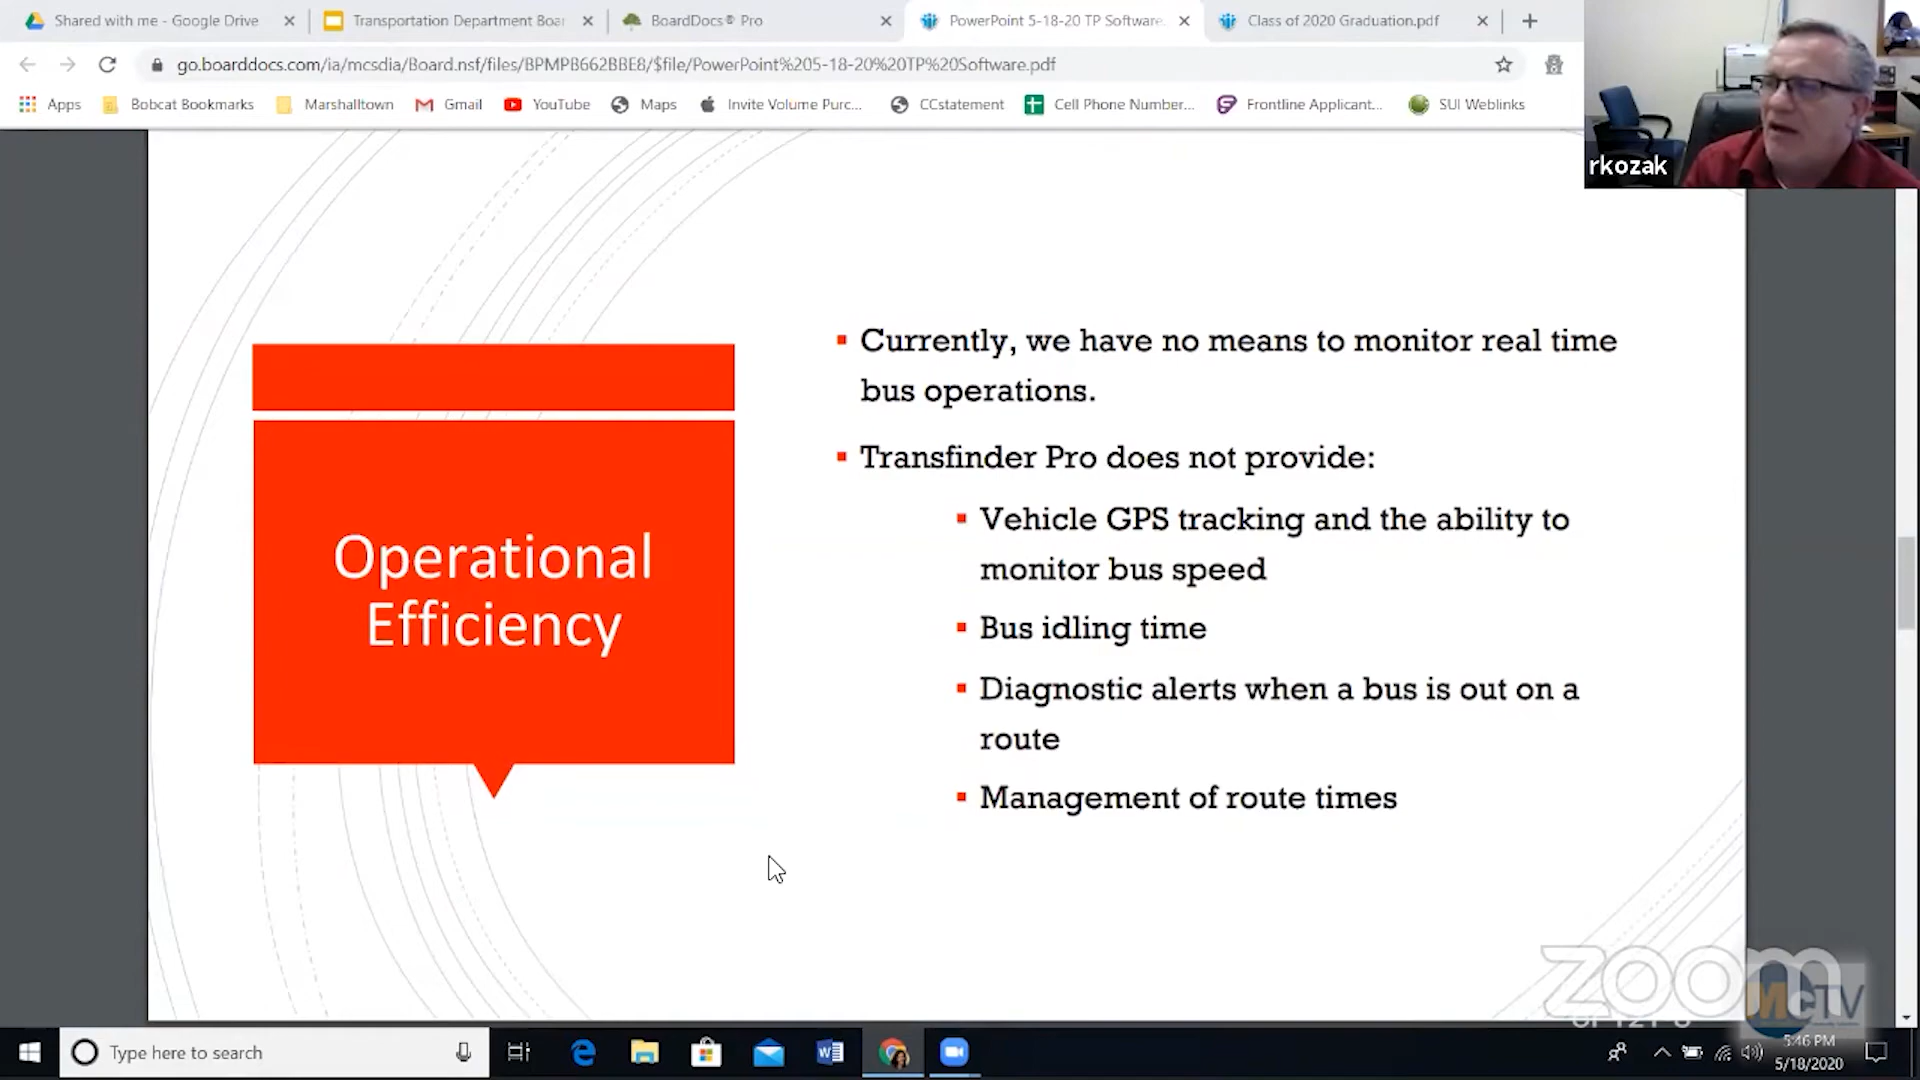 Shared with me - Google Drive
Transportation Department Boar
BoardDocs® Pro
PowerPoint 5-18-20 TP Software.
Class of 2020 Graduation.pdf
go.boarddocs.com/ia/mcsdia/Board.nsf/files/BPMPB662BBE8/$file/PowerPoint%205-18-20%20TP%20Software.pdf
Apps
Bobcat Bookmarks
Marshalltown
Gmail
YouTube
Maps
Invite Volume Purc...
CCstatement
Cell Phone Number...
Frontline Applicant...
SUI Weblinks
rkozak
Operational
Efficiency
Currently, we have no means to monitor real time
bus operations.
Transfinder Pro does not provide:
Vehicle GPS tracking and the ability to
monitor bus speed
Bus idling time
Diagnostic alerts when a bus is out on a
route
Management of route times
zoom
McTV
Type here to search
5:46 PM
5/18/2020